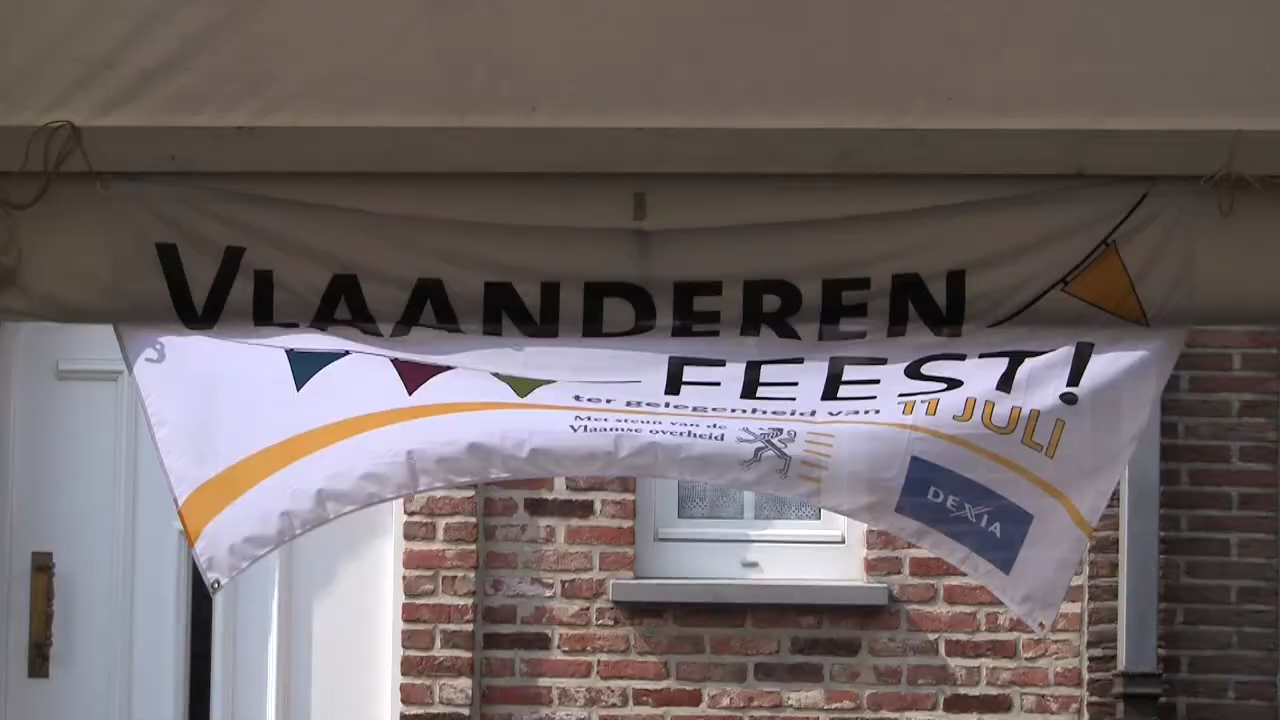 VLAANDEREN
FEEST!
ter gelegenheid van 11 JULI
Met steun van de
Vlaamse overheid
DEXIA